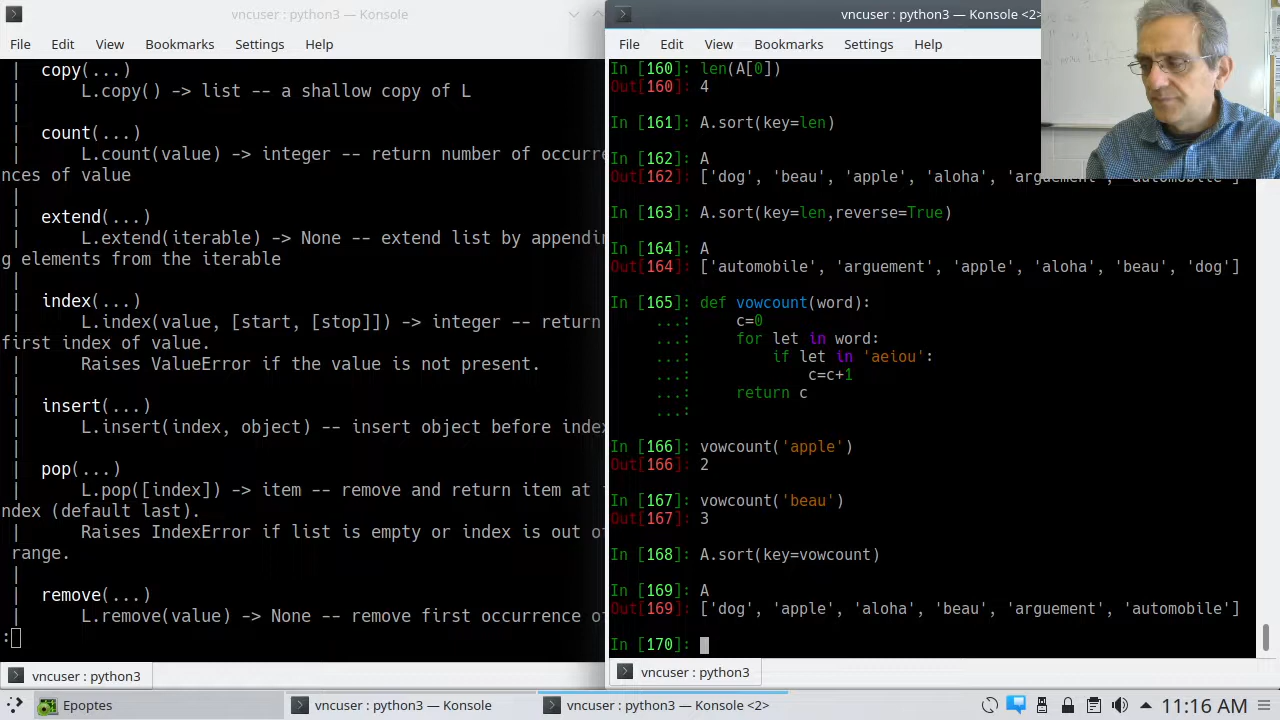 vncuser : python3 — Konsole
File Edit View Bookmarks Settings Help
| copy(...)
| L.copy() -> list -- a shallow copy of L
|
| count(...)
| L.count(value) -> integer -- return number of occurre
nces of value
|
| extend(...)
| L.extend(iterable) -> None -- extend list by appendin
g elements from the iterable
|
| index(...)
| L.index(value, [start, [stop]]) -> integer -- return
first index of value.
| Raises ValueError if the value is not present.
|
| insert(...)
| L.insert(index, object) -- insert object before index
|
| pop(...)
| L.pop([index]) -> item -- remove and return item at i
ndex (default last).
| Raises IndexError if list is empty or index is out of
range.
|
| remove(...)
| L.remove(value) -> None -- remove first occurrence o
:
vncuser : python3
vncuser : python3 — Konsole <2>
File Edit View Bookmarks Settings Help
In [160]: len(A[0])
Out[160]: 4
In [161]: A.sort(key=len)
In [162]: A
Out[162]: ['dog', 'beau', 'apple', 'aloha', 'arguement', 'automobile']
In [163]: A.sort(key=len,reverse=True)
In [164]: A
Out[164]: ['automobile', 'arguement', 'apple', 'aloha', 'beau', 'dog']
In [165]: def vowcount(word):
...: c=0
...: for let in word:
...: if let in 'aeiou':
...: c=c+1
...: return c
...:
In [166]: vowcount('apple')
Out[166]: 2
In [167]: vowcount('beau')
Out[167]: 3
In [168]: A.sort(key=vowcount)
In [169]: A
Out[169]: ['dog', 'apple', 'aloha', 'beau', 'arguement', 'automobile']
In [170]:
vncuser : python3
Epoptes
vncuser : python3 — Konsole
vncuser : python3 — Konsole <2>
11:16 AM